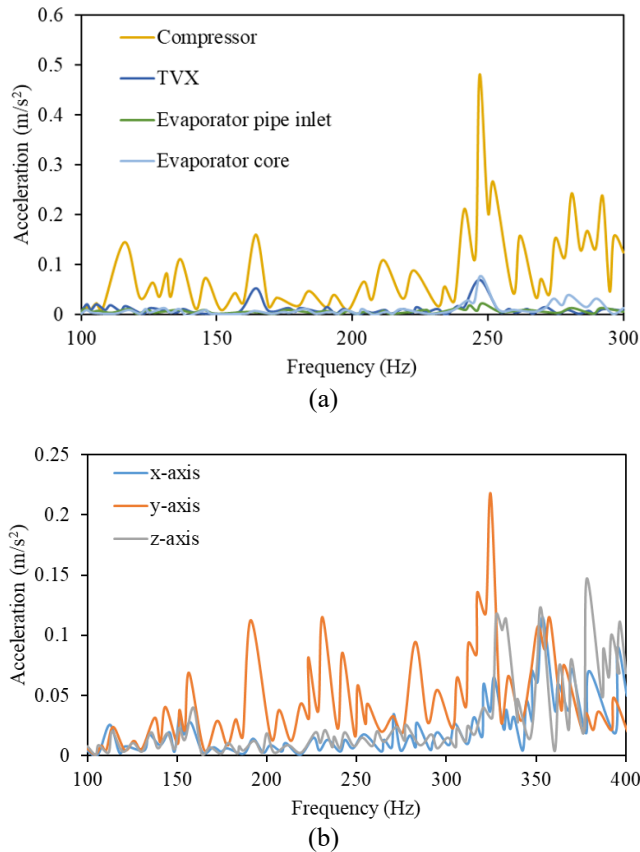 0.6
0.5
0.4
0.3
0.2
0.1
0
Acceleration (m/s²)
Compressor
TVX
Evaporator pipe inlet
Evaporator core
100 150 200 250 300
Frequency (Hz)
(a)
0.25
0.2
0.15
0.1
0.05
0
Acceleration (m/s²)
x-axis
y-axis
z-axis
100 150 200 250 300 350 400
Frequency (Hz)
(b)